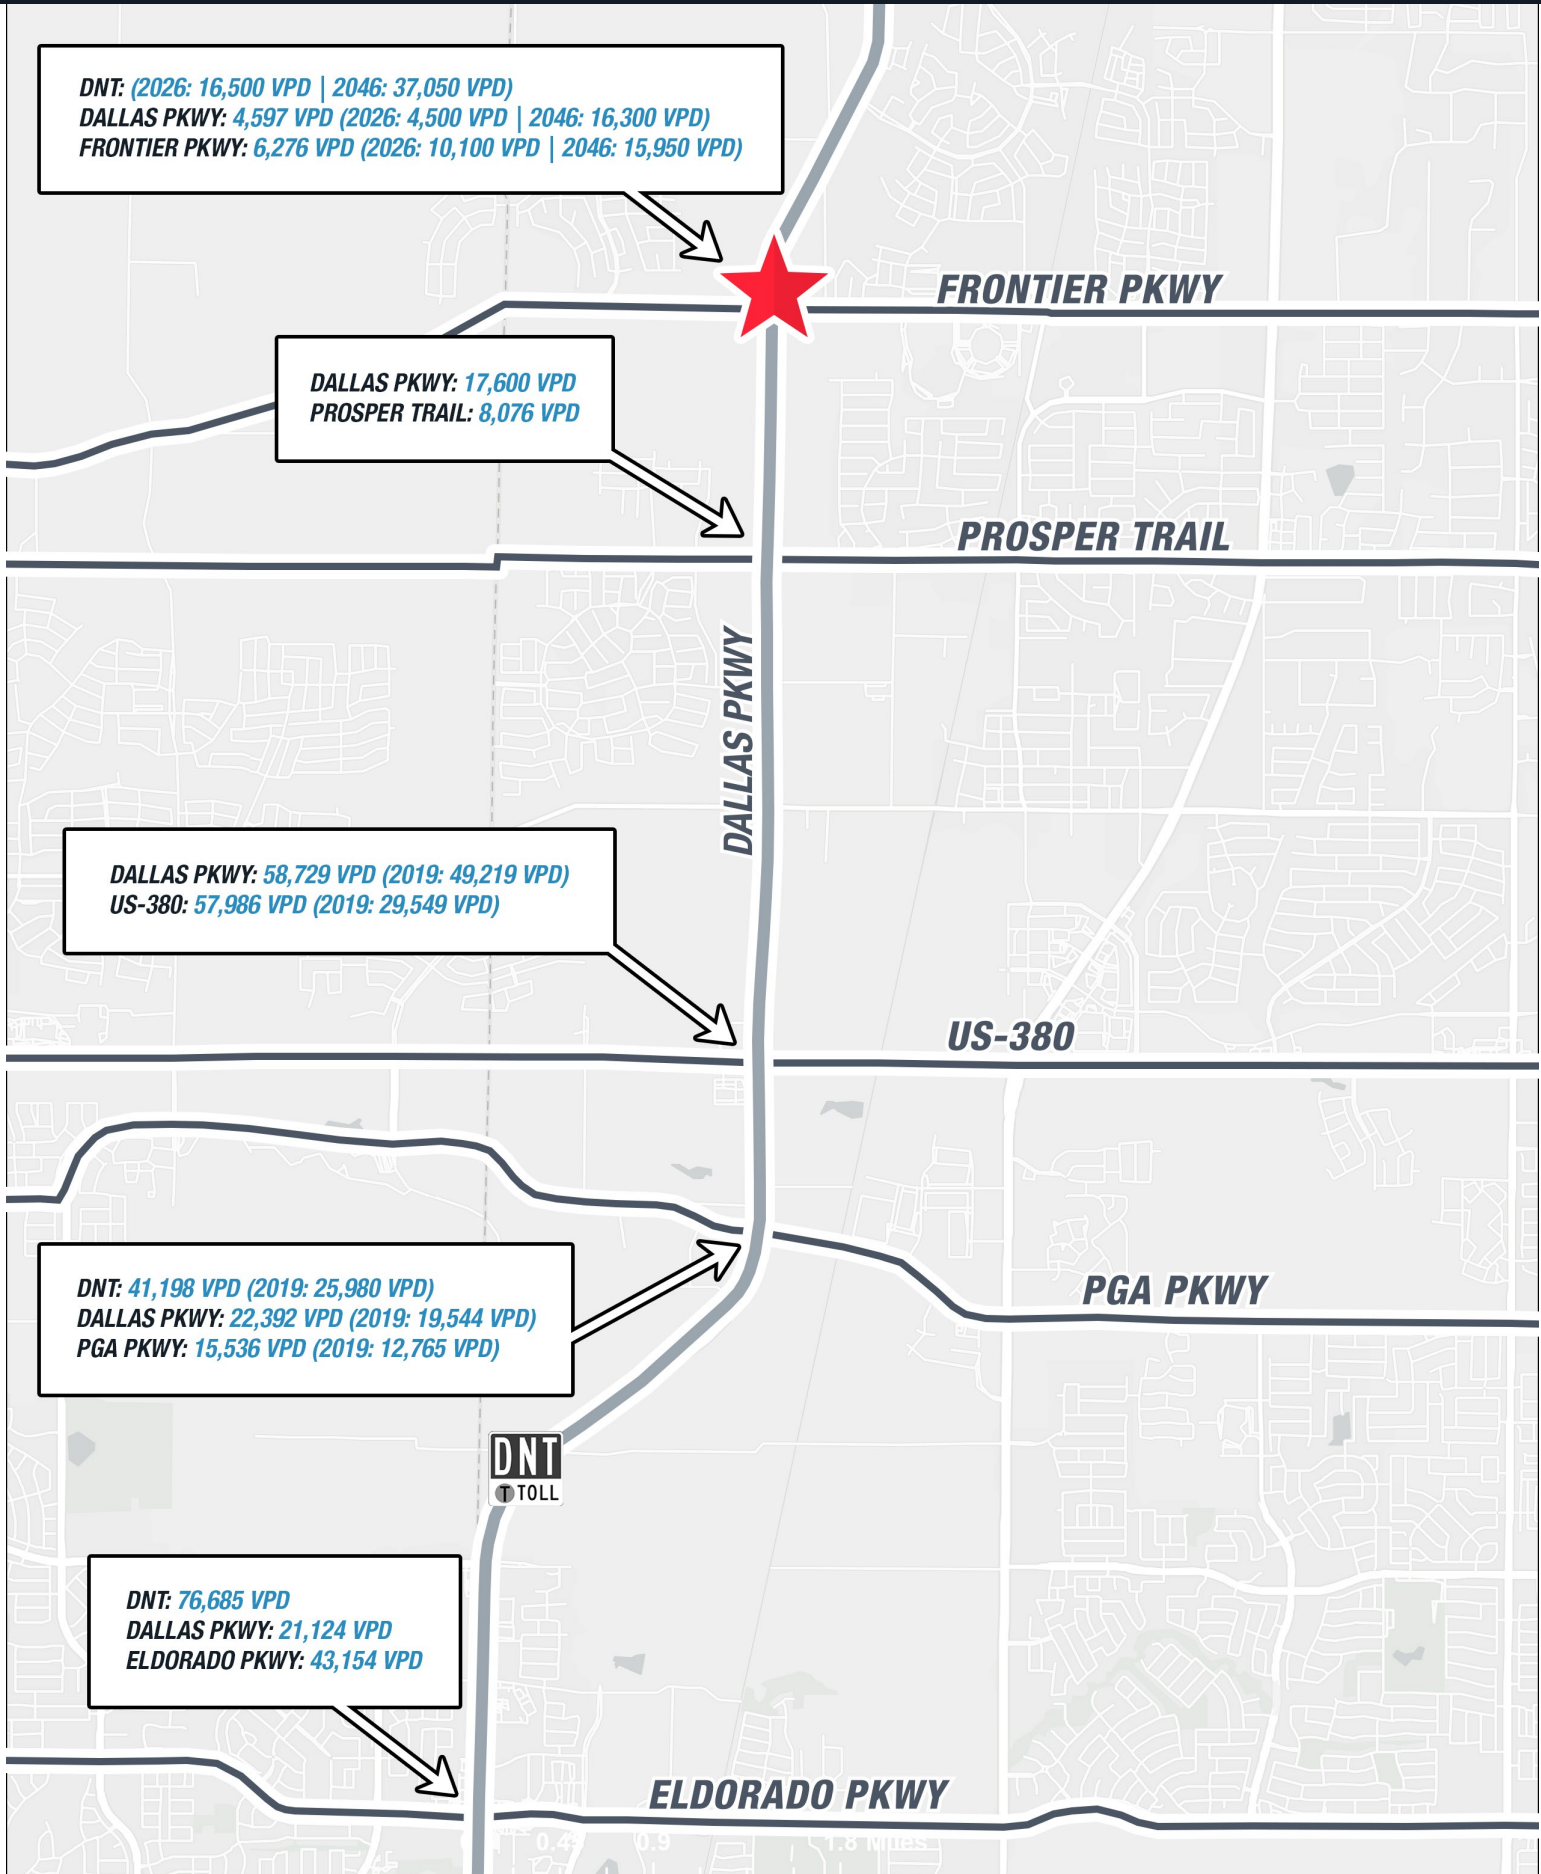 DNT: (2026: 16,500 VPD | 2046: 37,050 VPD)
DALLAS PKWY: 4,597 VPD (2026: 4,500 VPD | 2046: 16,300 VPD)
FRONTIER PKWY: 6,276 VPD (2026: 10,100 VPD | 2046: 15,950 VPD)
FRONTIER PKWY
DALLAS PKWY: 17,600 VPD
PROSPER TRAIL: 8,076 VPD
PROSPER TRAIL
DALLAS PKWY
DALLAS PKWY: 58,729 VPD (2019: 49,219 VPD)
US-380: 57,986 VPD (2019: 29,549 VPD)
US-380
DNT: 41,198 VPD (2019: 25,980 VPD)
DALLAS PKWY: 22,392 VPD (2019: 19,544 VPD)
PGA PKWY: 15,536 VPD (2019: 12,765 VPD)
PGA PKWY
DNT
T TOLL
DNT: 76,685 VPD
DALLAS PKWY: 21,124 VPD
ELDORADO PKWY: 43,154 VPD
ELDORADO PKWY
0.9 1.8 Miles